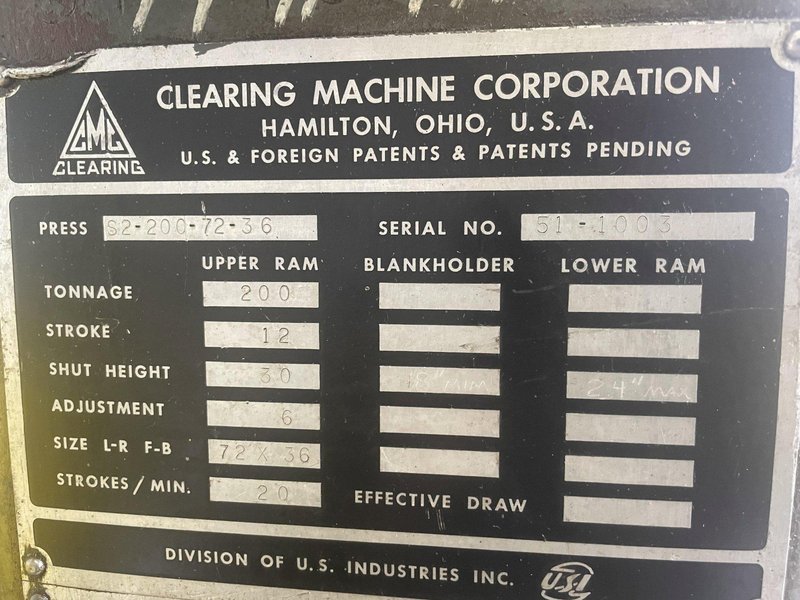 CMC
CLEARING
CLEARING MACHINE CORPORATION
HAMILTON, OHIO, U.S.A.
U.S. & FOREIGN PATENTS & PATENTS PENDING
PRESS S2-200-72-36 SERIAL NO. 51-1003
UPPER RAM BLANKHOLDER LOWER RAM
TONNAGE 200
STROKE 12
SHUT HEIGHT 30 18" MIN 24" MAX
ADJUSTMENT 6
SIZE L-R F-B 72 X 36
STROKES/MIN. 20 EFFECTIVE DRAW
DIVISION OF U.S. INDUSTRIES INC. USI